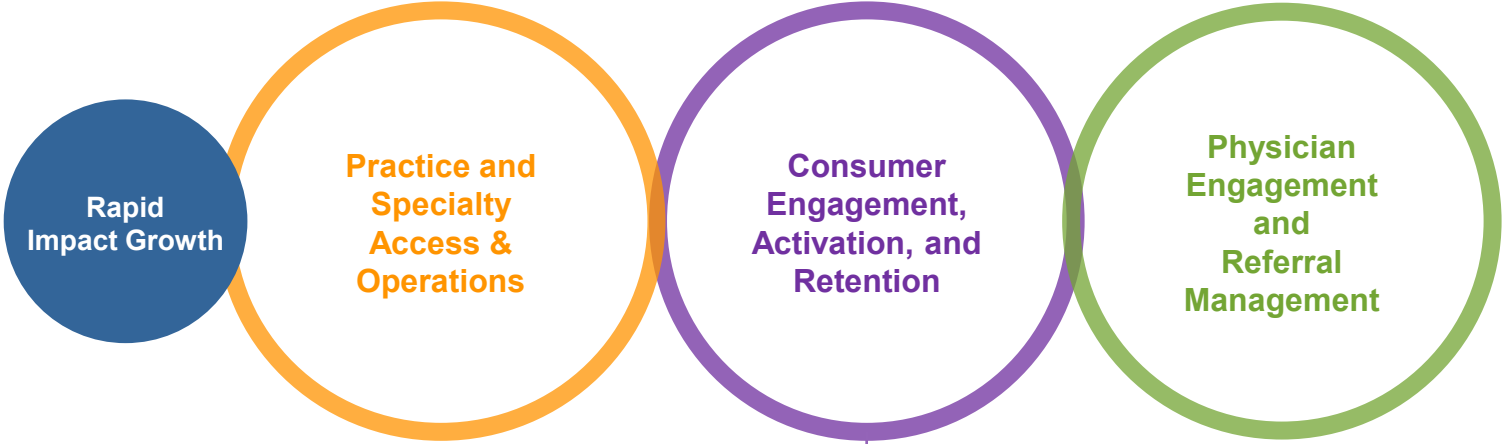 Rapid
Impact Growth
Practice and
Specialty
Access &
Operations
Consumer
Engagement,
Activation, and
Retention
Physician
Engagement
and
Referral
Management